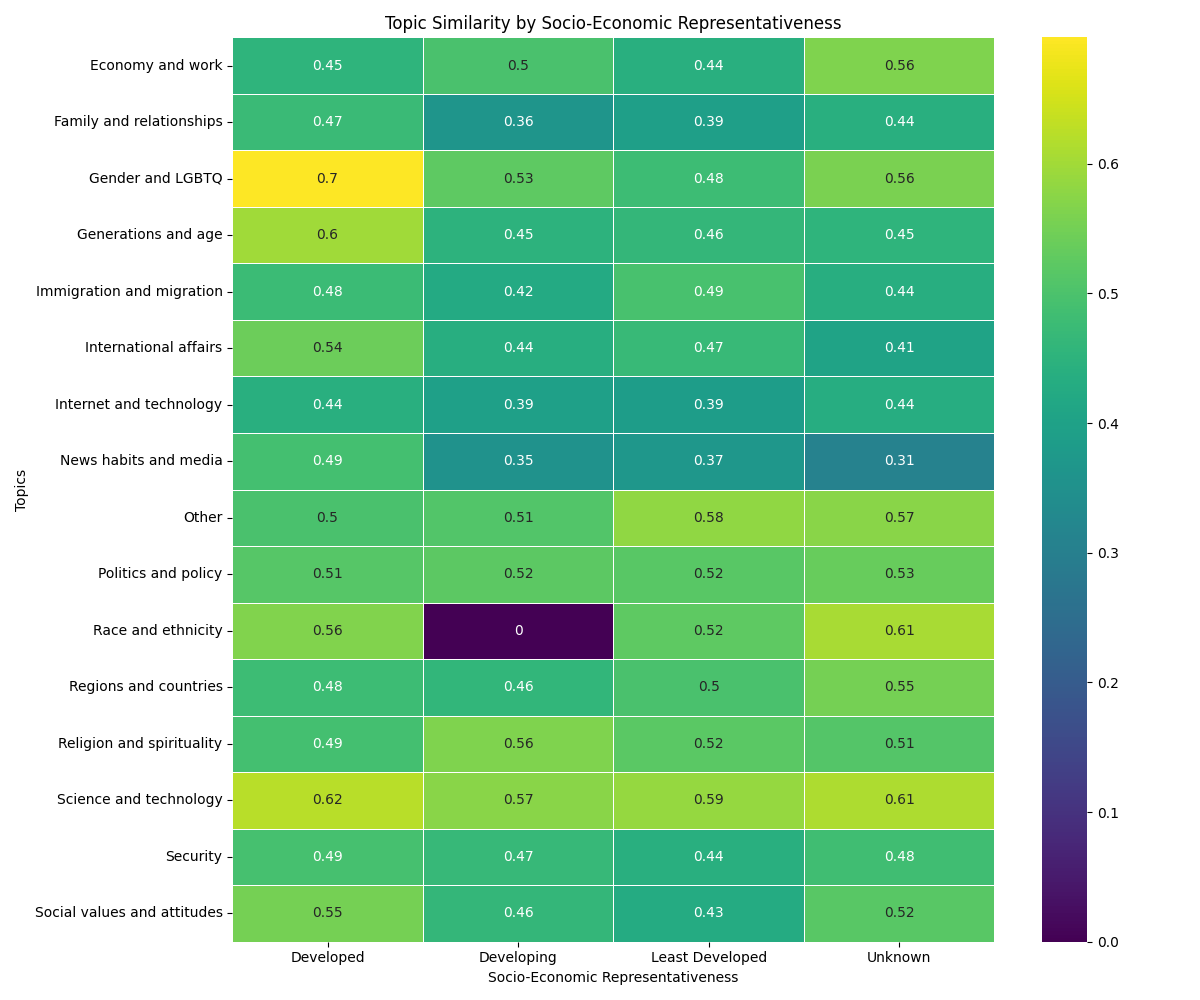 Topic Similarity by Socio-Economic Representativeness
Economy and work 0.45 0.5 0.44 0.56
Family and relationships 0.47 0.36 0.39 0.44
0.6
Gender and LGBTQ 0.7 0.53 0.48 0.56
Generations and age 0.6 0.45 0.46 0.45
0.5
Immigration and migration 0.48 0.42 0.49 0.44
International affairs 0.54 0.44 0.47 0.41
Internet and technology 0.44 0.39 0.39 0.44
0.4
News habits and media 0.49 0.35 0.37 0.31
Topics
Other 0.5 0.51 0.58 0.57
0.3
Politics and policy 0.51 0.52 0.52 0.53
Race and ethnicity 0.56 0 0.52 0.61
0.2
Regions and countries 0.48 0.46 0.5 0.55
Religion and spirituality 0.49 0.56 0.52 0.51
Science and technology 0.62 0.57 0.59 0.61
0.1
Security 0.49 0.47 0.44 0.48
Social values and attitudes 0.55 0.46 0.43 0.52
0.0
Developed Developing Least Developed Unknown
Socio-Economic Representativeness